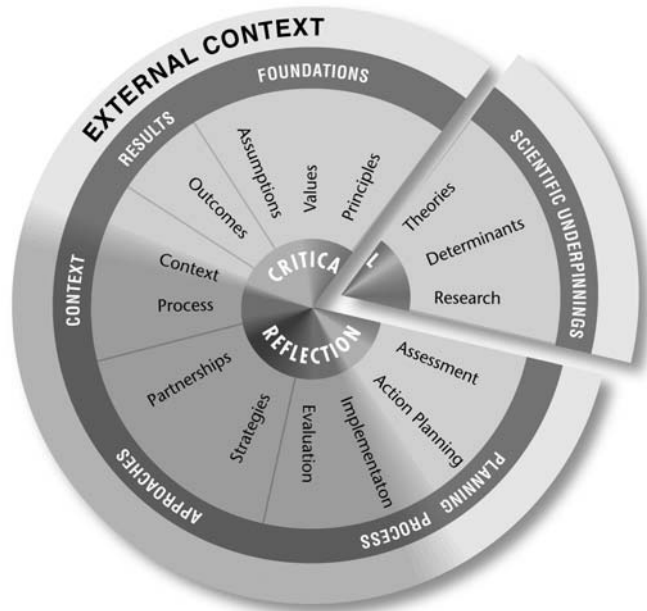 EXTERNAL CONTEXT
FOUNDATIONS
Assumptions
Values
Principles
SCIENTIFIC UNDERPINNINGS
Theories
Determinants
Research
PLANNING PROCESS
Assessment
Action Planning
Implementaton
Evaluation
APPROACHES
Strategies
Partnerships
CONTEXT
Process
Context
RESULTS
Outcomes
CRITICAL
REFLECTION